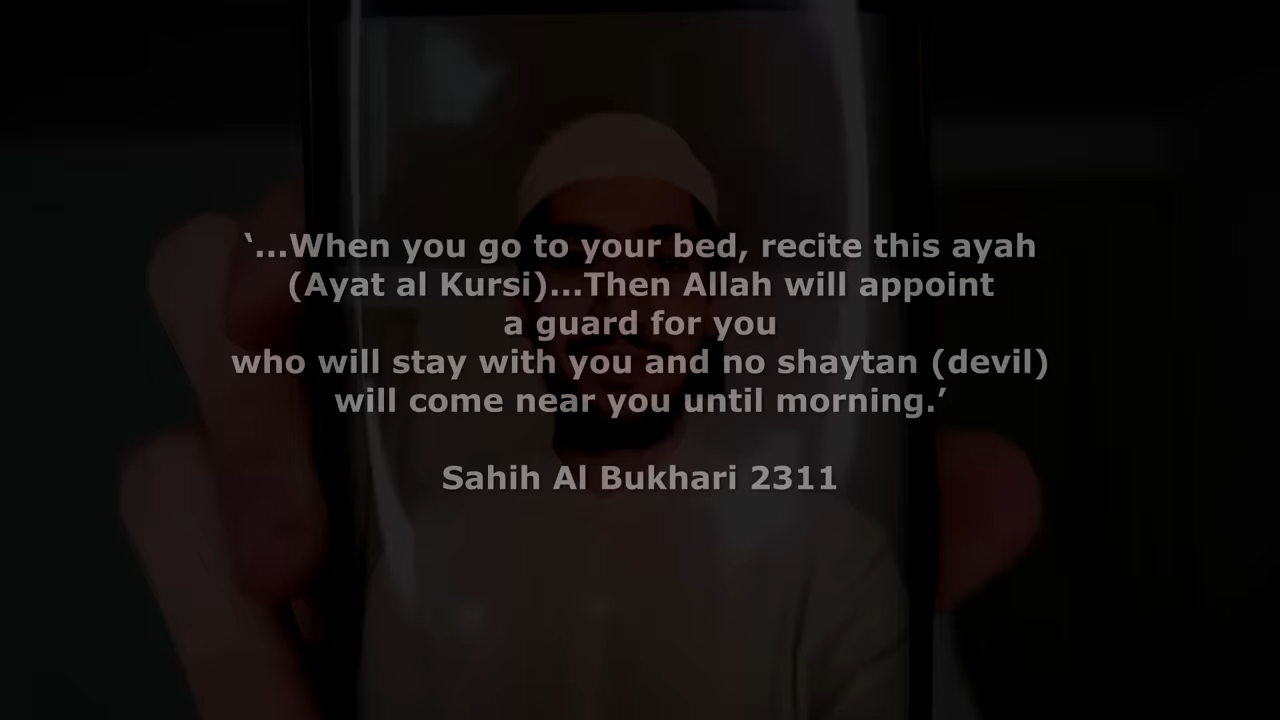 ‘...When you go to your bed, recite this ayah
(Ayat al Kursi)...Then Allah will appoint
a guard for you
who will stay with you and no shaytan (devil)
will come near you until morning.’
Sahih Al Bukhari 2311